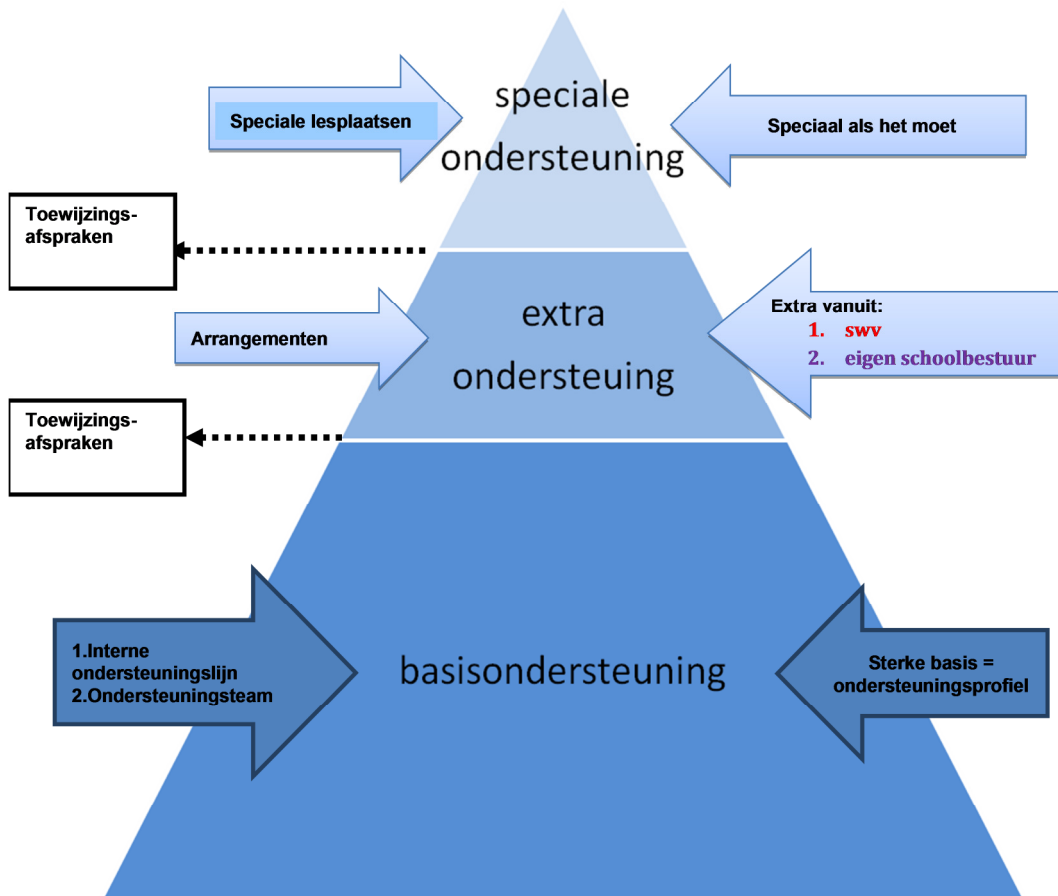 speciale
ondersteuning
Speciale lesplaatsen
Speciaal als het moet
Toewijzings-
afspraken
extra
ondersteuing
Arrangementen
Extra vanuit:
1. swv
2. eigen schoolbestuur
Toewijzings-
afspraken
1.Interne
ondersteuningslijn
2.Ondersteuningsteam
basisondersteuning
Sterke basis =
ondersteuningsprofiel